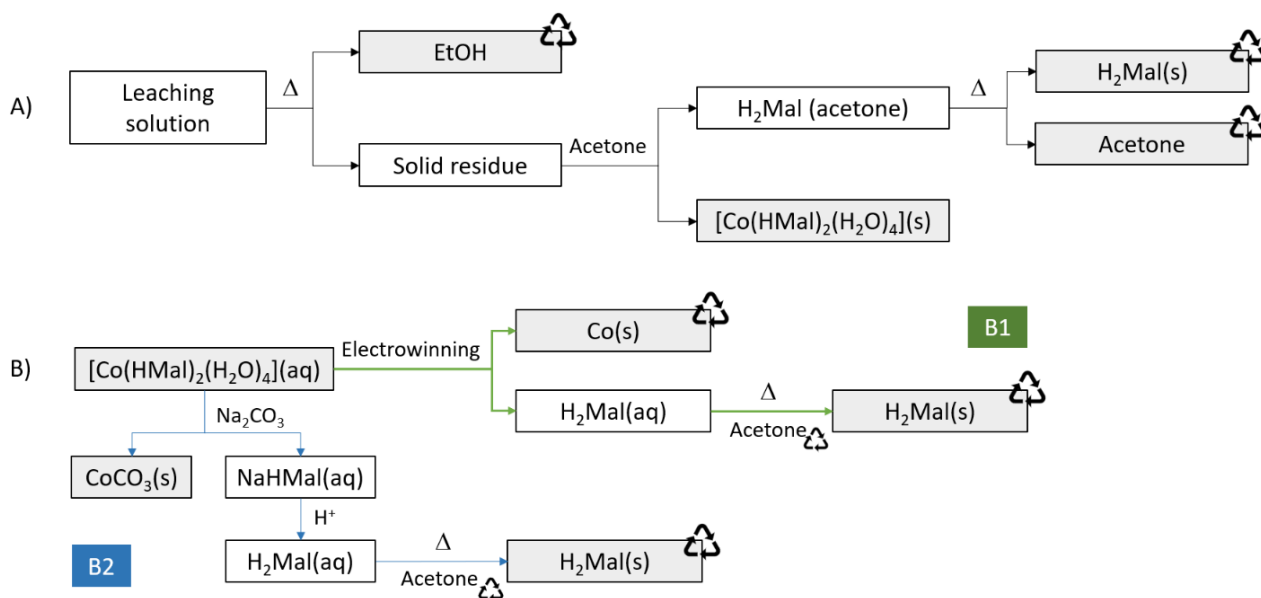 A)
Leaching
solution
Δ
EtOH
Solid residue
Acetone
H₂Mal (acetone)
Δ
H₂Mal(s)
Acetone
[Co(HMal)₂(H₂O)₄](s)
B)
[Co(HMal)₂(H₂O)₄](aq)
Electrowinning
Co(s)
B1
H₂Mal(aq)
Δ
Acetone
H₂Mal(s)
Na₂CO₃
CoCO₃(s)
NaHMal(aq)
H⁺
B2
H₂Mal(aq)
Δ
Acetone
H₂Mal(s)